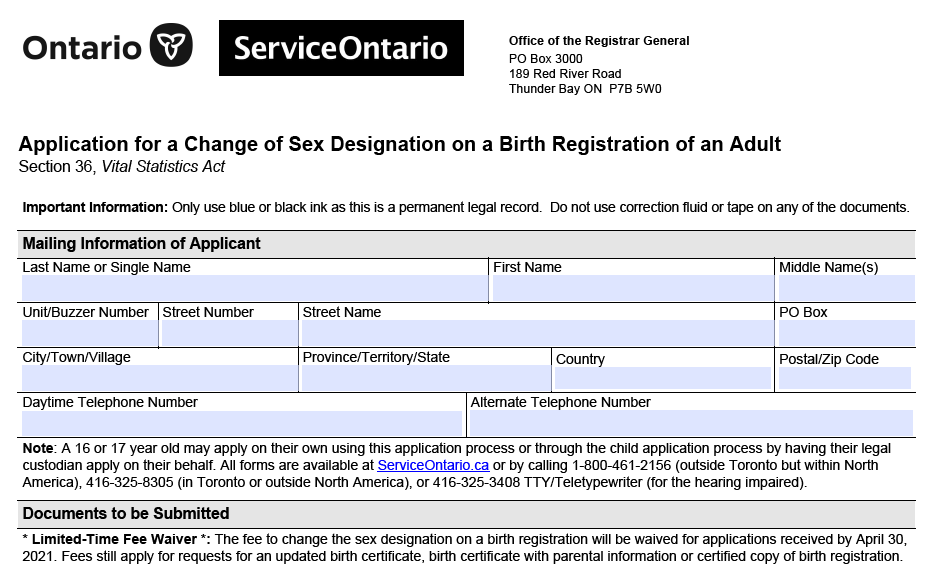 Ontario
ServiceOntario
Office of the Registrar General
PO Box 3000
189 Red River Road
Thunder Bay ON P7B 5W0
Application for a Change of Sex Designation on a Birth Registration of an Adult
Section 36, Vital Statistics Act
Important Information: Only use blue or black ink as this is a permanent legal record. Do not use correction fluid or tape on any of the documents.
Mailing Information of Applicant
Last Name or Single Name First Name Middle Name(s)
Unit/Buzzer Number Street Number Street Name PO Box
City/Town/Village Province/Territory/State Country Postal/Zip Code
Daytime Telephone Number Alternate Telephone Number
Note: A 16 or 17 year old may apply on their own using this application process or through the child application process by having their legal
custodian apply on their behalf. All forms are available at ServiceOntario.ca or by calling 1-800-461-2156 (outside Toronto but within North
America), 416-325-8305 (in Toronto or outside North America), or 416-325-3408 TTY/Teletypewriter (for the hearing impaired).
Documents to be Submitted
* Limited-Time Fee Waiver *: The fee to change the sex designation on a birth registration will be waived for applications received by April 30,
2021. Fees still apply for requests for an updated birth certificate, birth certificate with parental information or certified copy of birth registration.